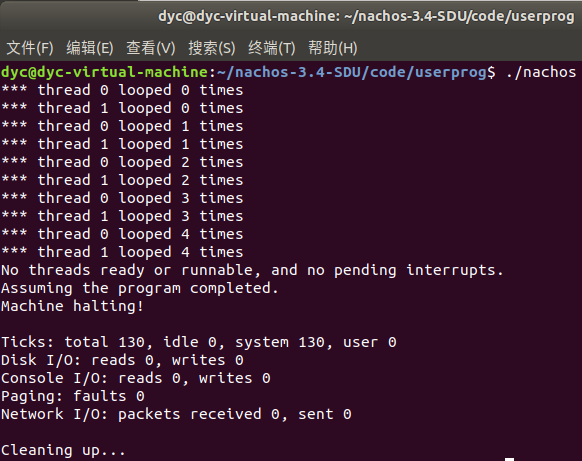 dyc@dyc-virtual-machine: ~/nachos-3.4-SDU/code/userprog
文件(F) 编辑(E) 查看(V) 搜索(S) 终端(T) 帮助(H)
dyc@dyc-virtual-machine:~/nachos-3.4-SDU/code/userprog$ ./nachos
*** thread 0 looped 0 times
*** thread 1 looped 0 times
*** thread 0 looped 1 times
*** thread 1 looped 1 times
*** thread 0 looped 2 times
*** thread 1 looped 2 times
*** thread 0 looped 3 times
*** thread 1 looped 3 times
*** thread 0 looped 4 times
*** thread 1 looped 4 times
No threads ready or runnable, and no pending interrupts.
Assuming the program completed.
Machine halting!
Ticks: total 130, idle 0, system 130, user 0
Disk I/O: reads 0, writes 0
Console I/O: reads 0, writes 0
Paging: faults 0
Network I/O: packets received 0, sent 0
Cleaning up...